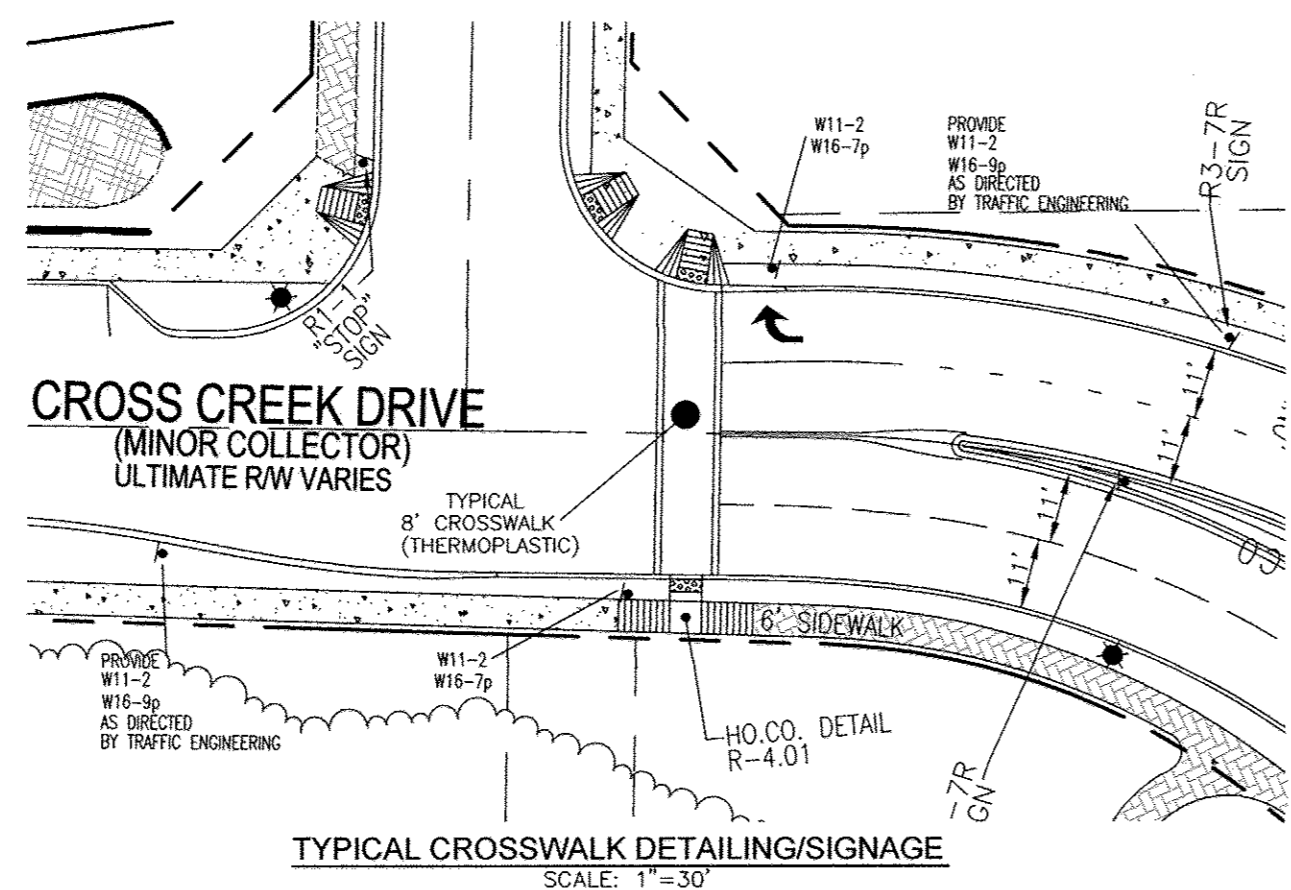 W11-2
W16-7p
PROVIDE
W11-2
W16-9p
AS DIRECTED
BY TRAFFIC ENGINEERING
R3-7R
SIGN
R1-1
"STOP"
SIGN
CROSS CREEK DRIVE
(MINOR COLLECTOR)
ULTIMATE R/W VARIES
TYPICAL
8' CROSSWALK
(THERMOPLASTIC)
11'
11'
11'
11'
6' SIDEWALK
PROVIDE
W11-2
W16-9p
AS DIRECTED
BY TRAFFIC ENGINEERING
W11-2
W16-7p
HO.CO. DETAIL
R-4.01
-7R
GN
TYPICAL CROSSWALK DETAILING/SIGNAGE
SCALE: 1"=30'